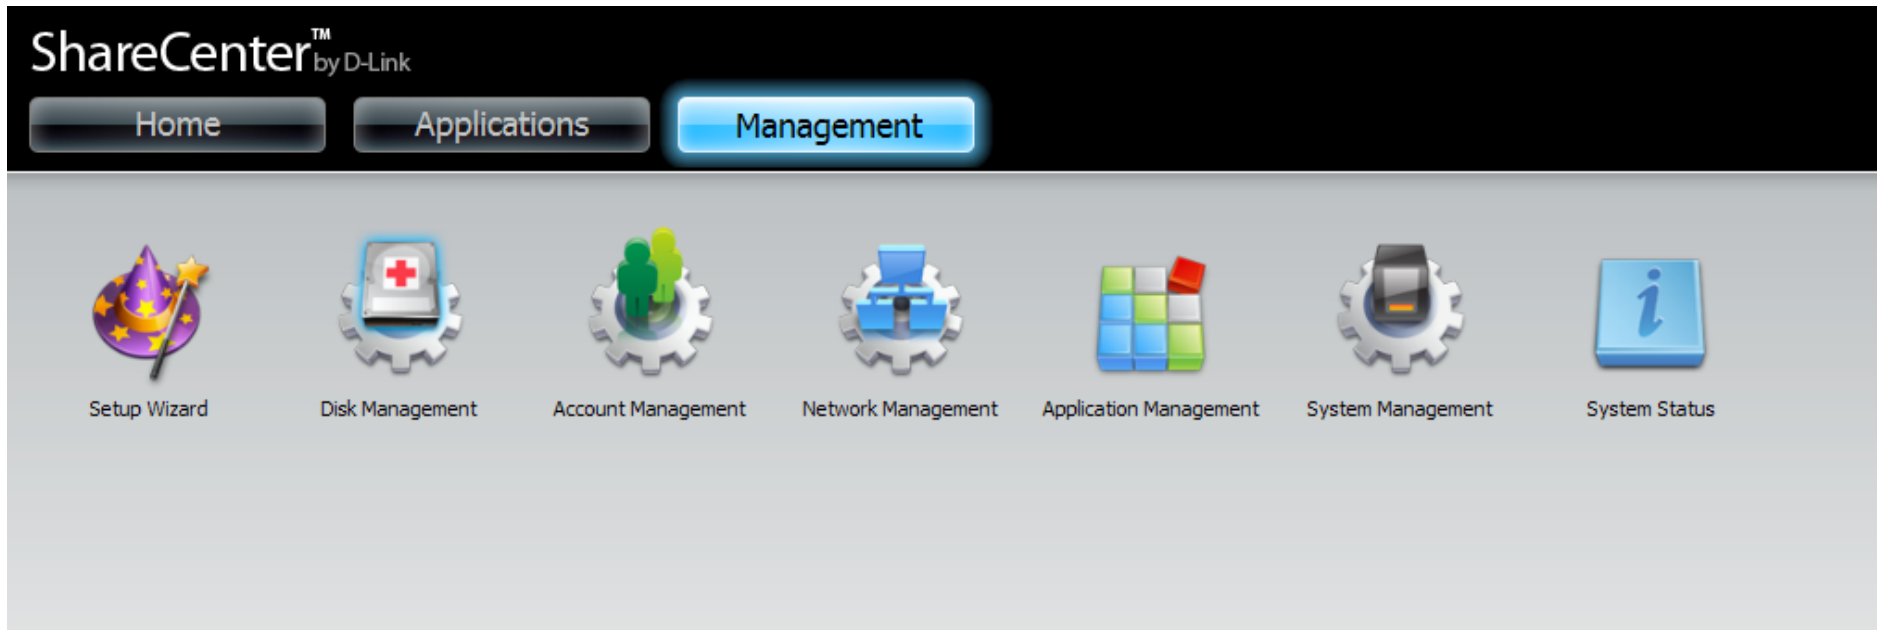 ShareCenter™
by D-Link
Home Applications Management
Setup Wizard Disk Management Account Management Network Management Application Management System Management System Status